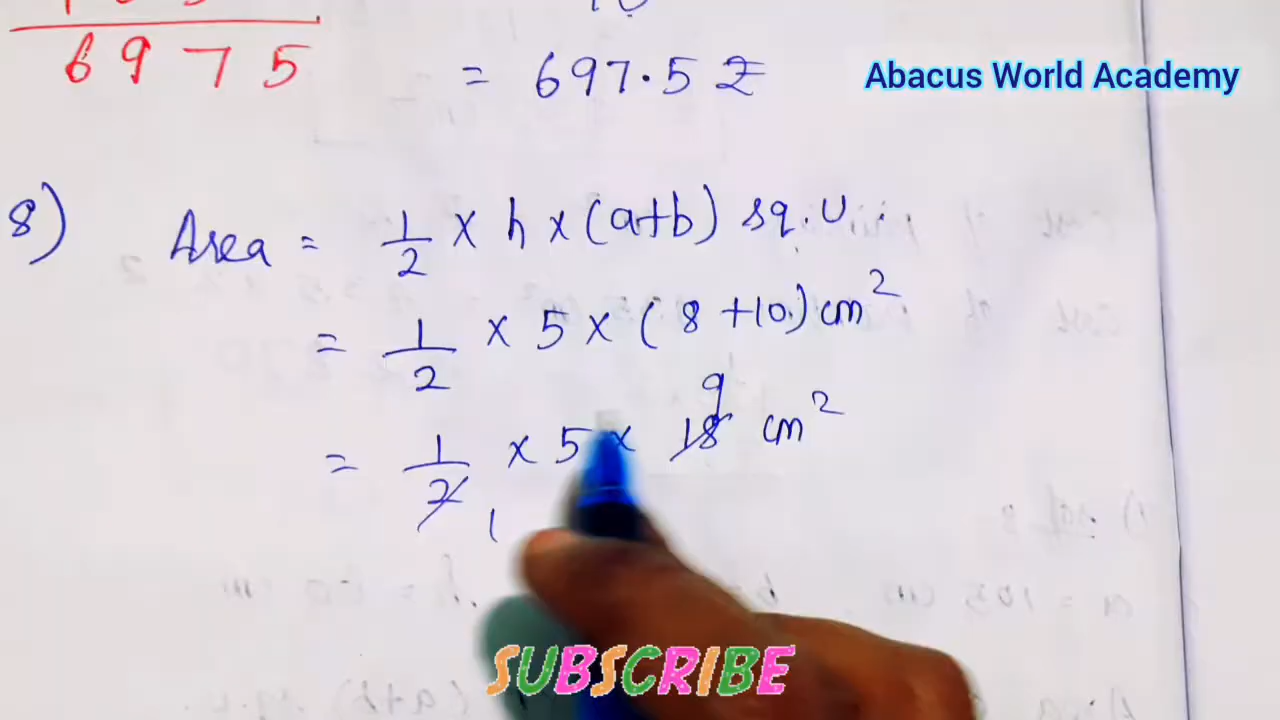 6975
= 697.5 ₹
Abacus World Academy
8) Area = 1/2 × h × (a+b) sq.u.
= 1/2 × 5 × (8 +10) cm²
= 1/2 × 5 × 18 cm²
9
1
SUBSCRIBE